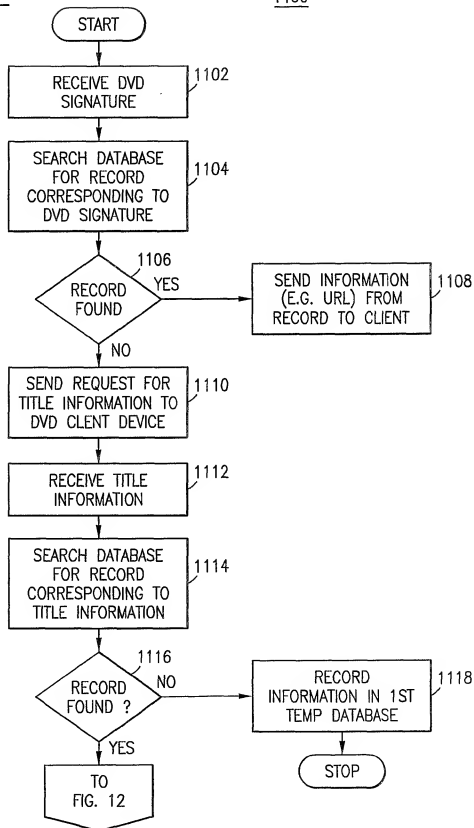 START
RECEIVE DVD
SIGNATURE
1102
SEARCH DATABASE
FOR RECORD
CORRESPONDING TO
DVD SIGNATURE
1104
1106
RECORD
FOUND
YES
NO
SEND INFORMATION
(E.G. URL) FROM
RECORD TO CLIENT
1108
SEND REQUEST FOR
TITLE INFORMATION TO
DVD CLENT DEVICE
1110
RECEIVE TITLE
INFORMATION
1112
SEARCH DATABASE
FOR RECORD
CORRESPONDING TO
TITLE INFORMATION
1114
1116
RECORD
FOUND ?
NO
YES
RECORD
INFORMATION IN 1ST
TEMP DATABASE
1118
STOP
TO
FIG. 12